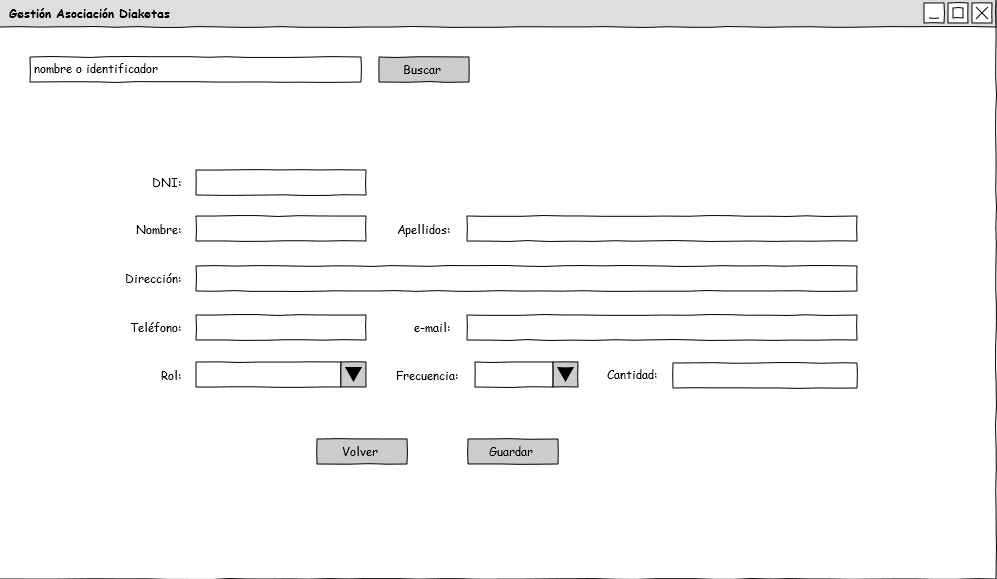 Gestión Asociación Diaketas
nombre o identificador Buscar
DNI:
Nombre: Apellidos:
Dirección:
Teléfono: e-mail:
Rol: Frecuencia: Cantidad:
Volver Guardar